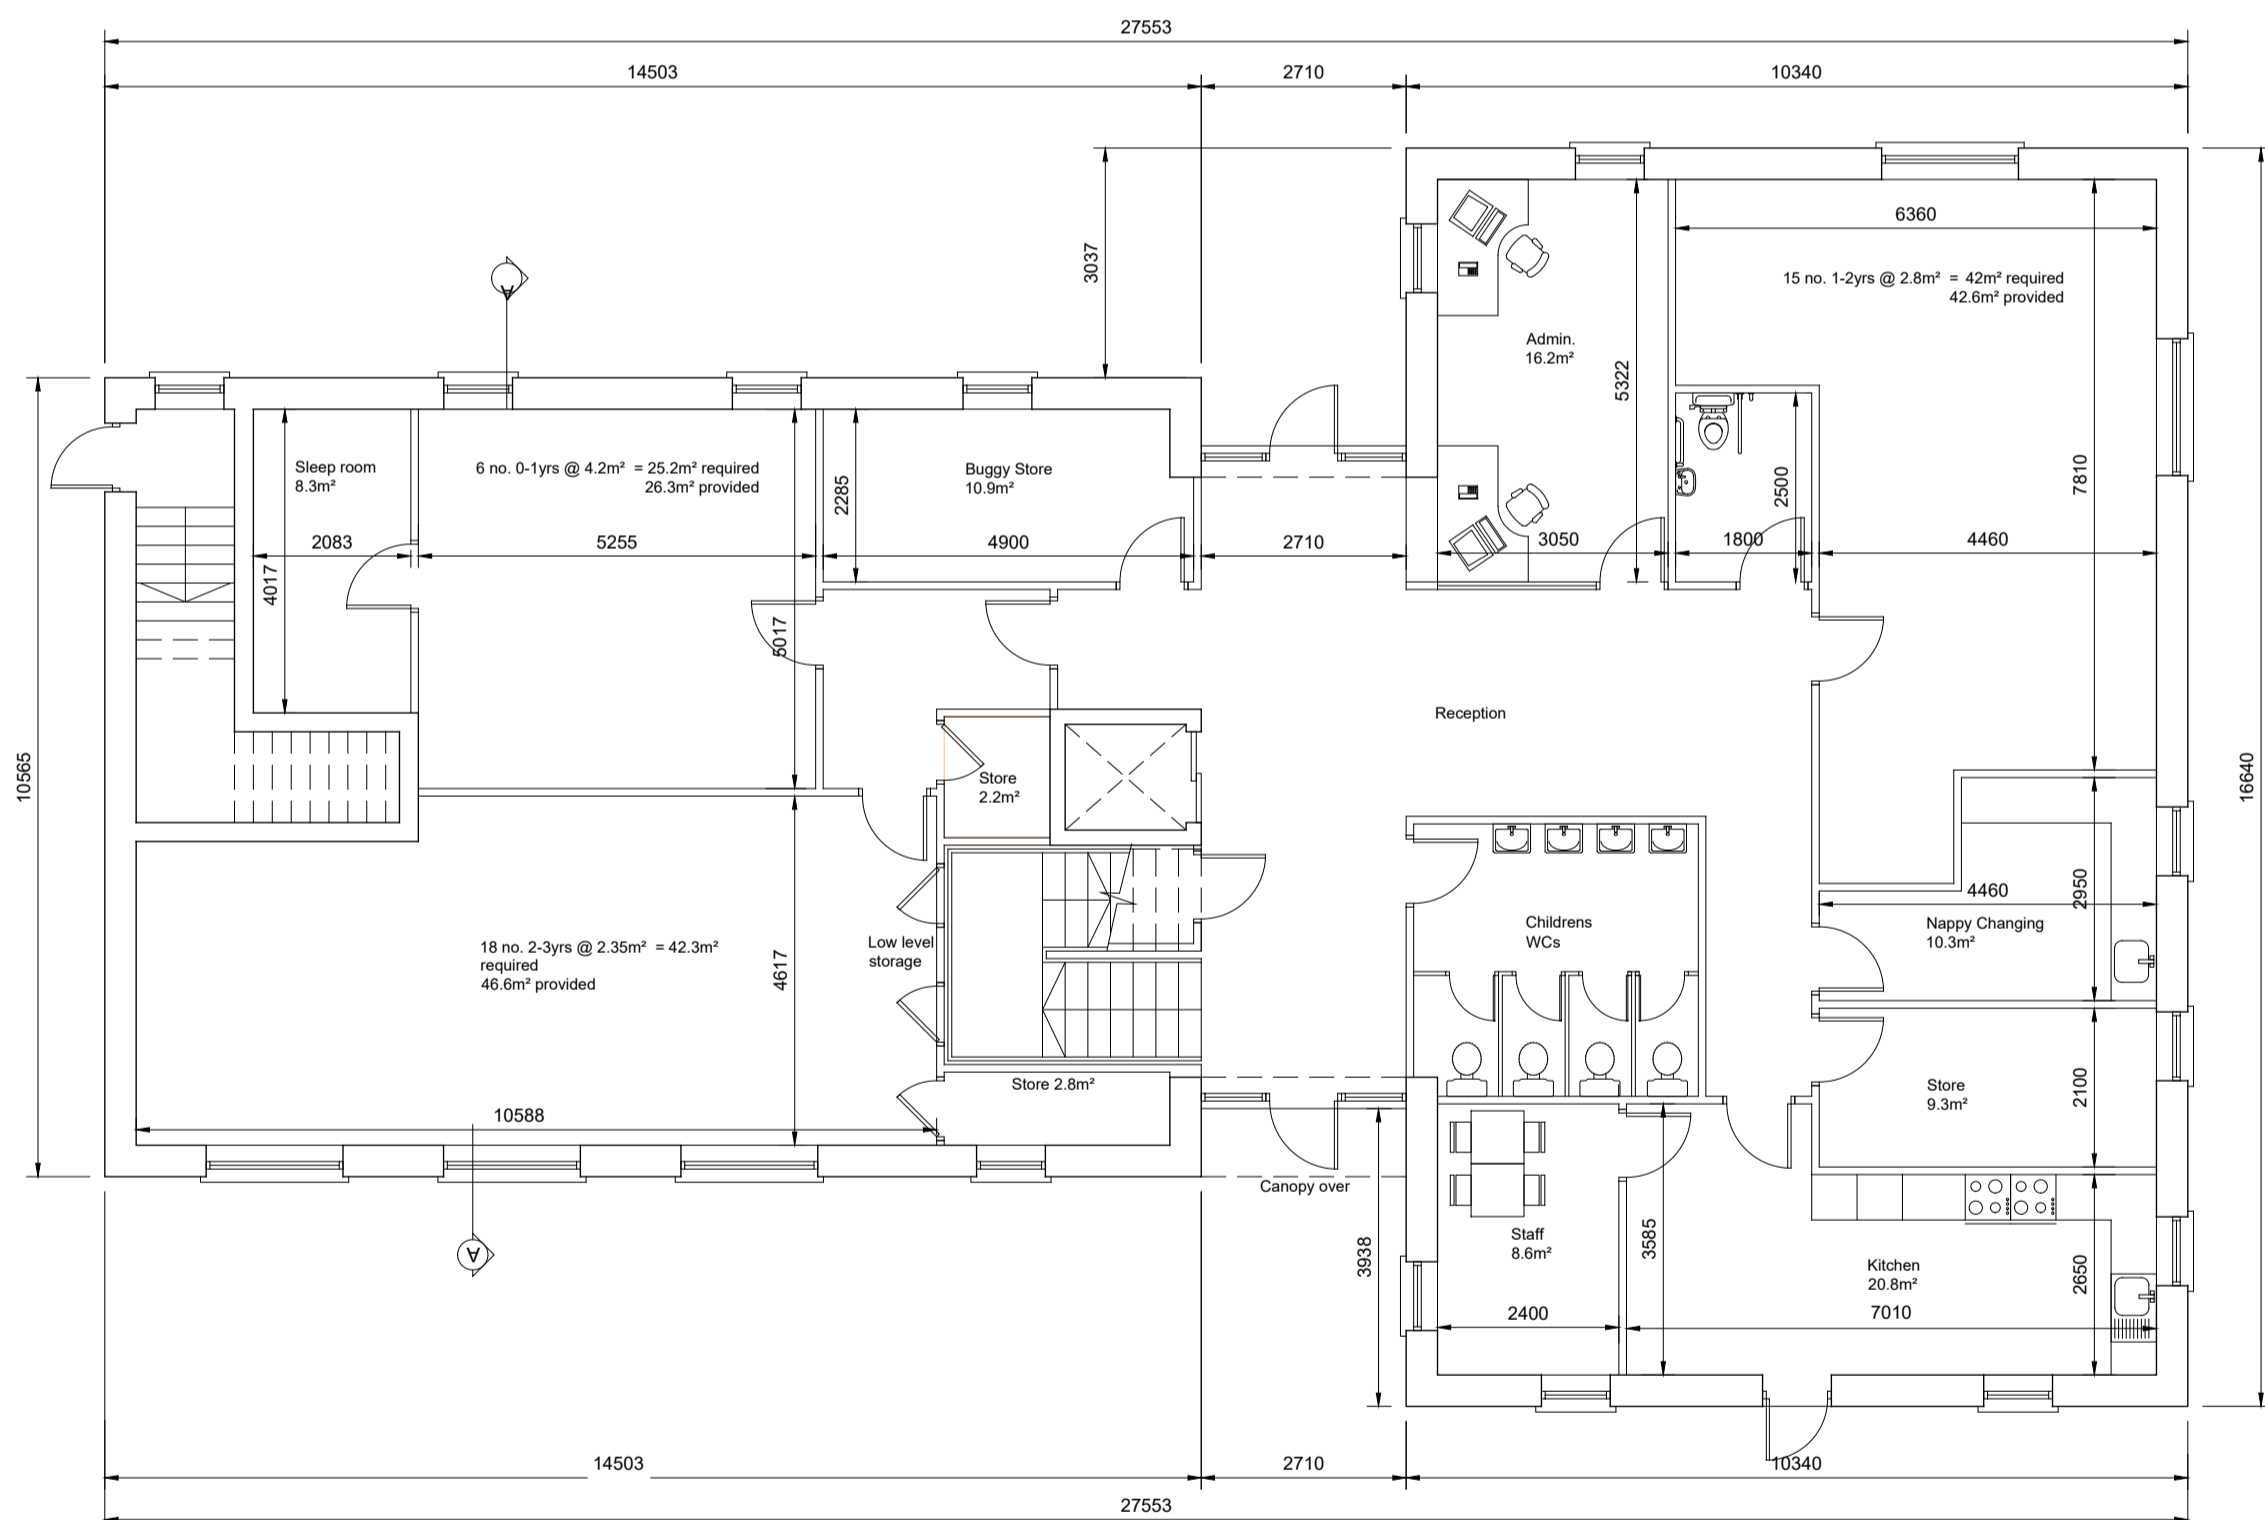 27553
14503
2710
10340
3037
6360
15 no. 1-2yrs @ 2.8m² = 42m² required
42.6m² provided
A
Admin.
16.2m²
5322
Sleep room
8.3m²
6 no. 0-1yrs @ 4.2m² = 25.2m² required
26.3m² provided
Buggy Store
10.9m²
2285
2500
7810
2083
5255
4900
2710
3050
1800
4460
4017
5017
Reception
10565
16640
Store
2.2m²
4460
2950
Childrens
WCs
Nappy Changing
10.3m²
18 no. 2-3yrs @ 2.35m² = 42.3m²
required
46.6m² provided
4617
Low level
storage
Store 2.8m²
Store
9.3m²
2100
10588
Canopy over
A
3938
Staff
8.6m²
3585
Kitchen
20.8m²
2650
2400
7010
14503
2710
10340
27553